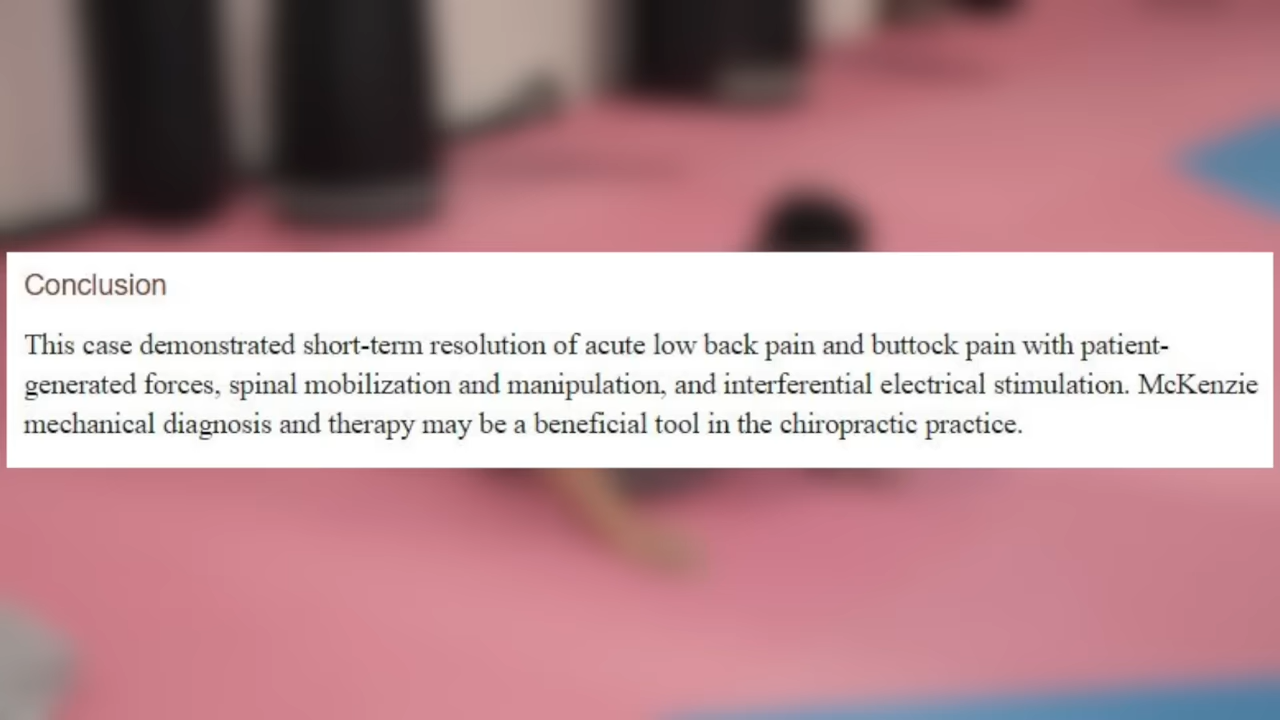 Conclusion
This case demonstrated short-term resolution of acute low back pain and buttock pain with patient-
generated forces, spinal mobilization and manipulation, and interferential electrical stimulation. McKenzie
mechanical diagnosis and therapy may be a beneficial tool in the chiropractic practice.